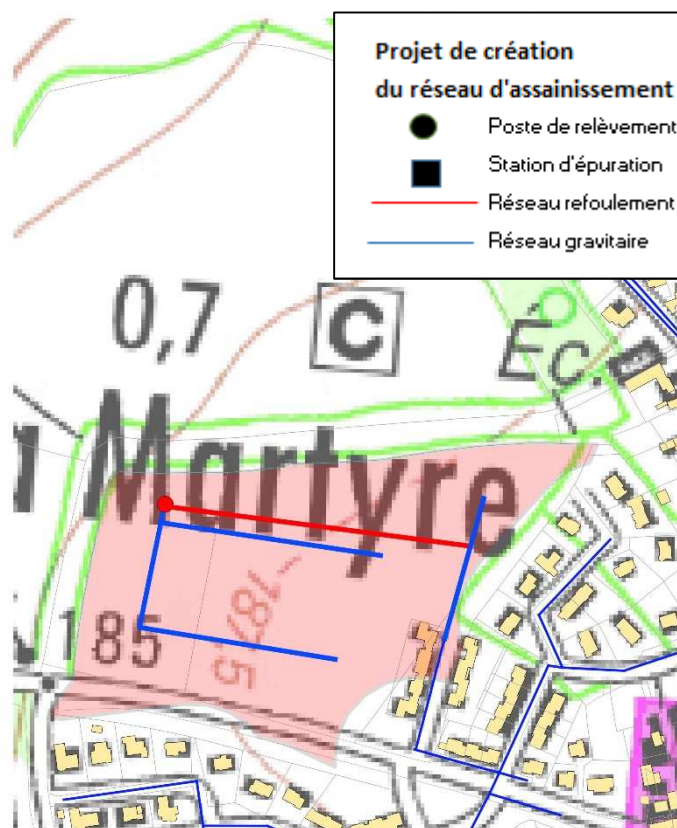 Projet de création
du réseau d'assainissement
Poste de relèvement
Station d'épuration
Réseau refoulement
Réseau gravitaire
0,7
C
Éc.
Martyre
187.5
185